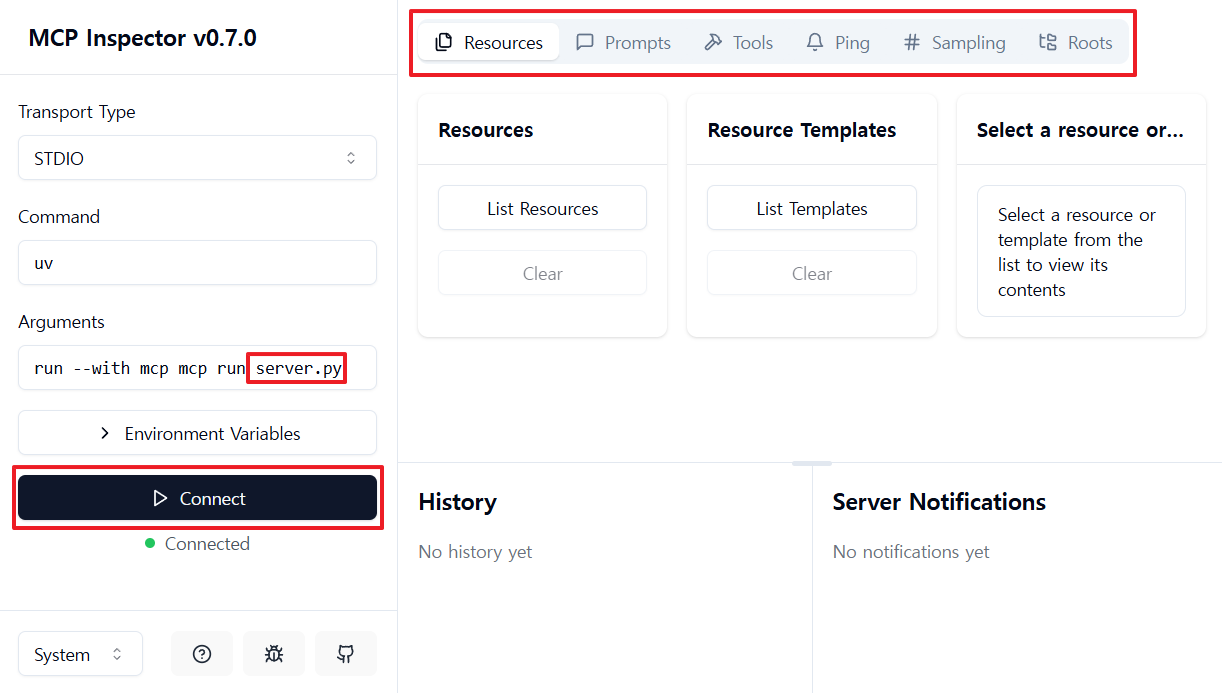 MCP Inspector v0.7.0
Transport Type
STDIO
Command
uv
Arguments
run --with mcp mcp run server.py
Environment Variables
Connect
Connected
System
Resources
Prompts
Tools
Ping
Sampling
Roots
Resources
List Resources
Clear
Resource Templates
List Templates
Clear
Select a resource or...
Select a resource or
template from the
list to view its
contents
History
No history yet
Server Notifications
No notifications yet